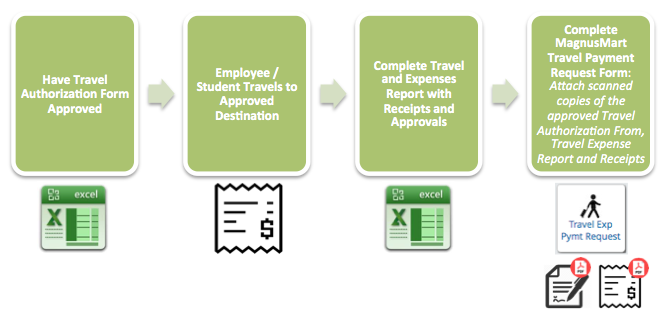 Have Travel
Authorization Form
Approved
Employee /
Student Travels to
Approved
Destination
Complete Travel
and Expenses
Report with
Receipts and
Approvals
Complete
MagnusMart
Travel Payment
Request Form:
Attach scanned
copies of the
approved Travel
Authorization From,
Travel Expense
Report and Receipts
excel
X
$
excel
X
Travel Exp
Pymt Request
PDF
PDF
$